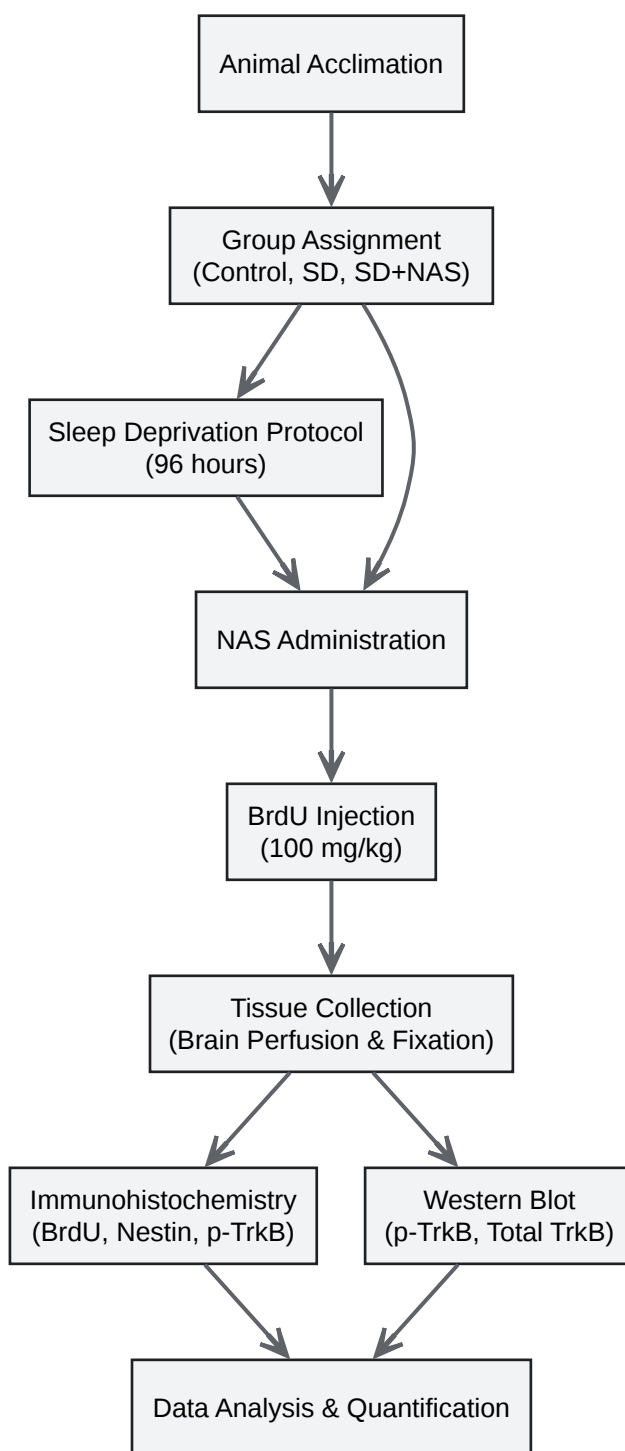 Animal Acclimation
Group Assignment
(Control, SD, SD+NAS)
Sleep Deprivation Protocol
(96 hours)
NAS Administration
BrdU Injection
(100 mg/kg)
Tissue Collection
(Brain Perfusion & Fixation)
Immunohistochemistry
(BrdU, Nestin, p-TrkB)
Western Blot
(p-TrkB, Total TrkB)
Data Analysis & Quantification